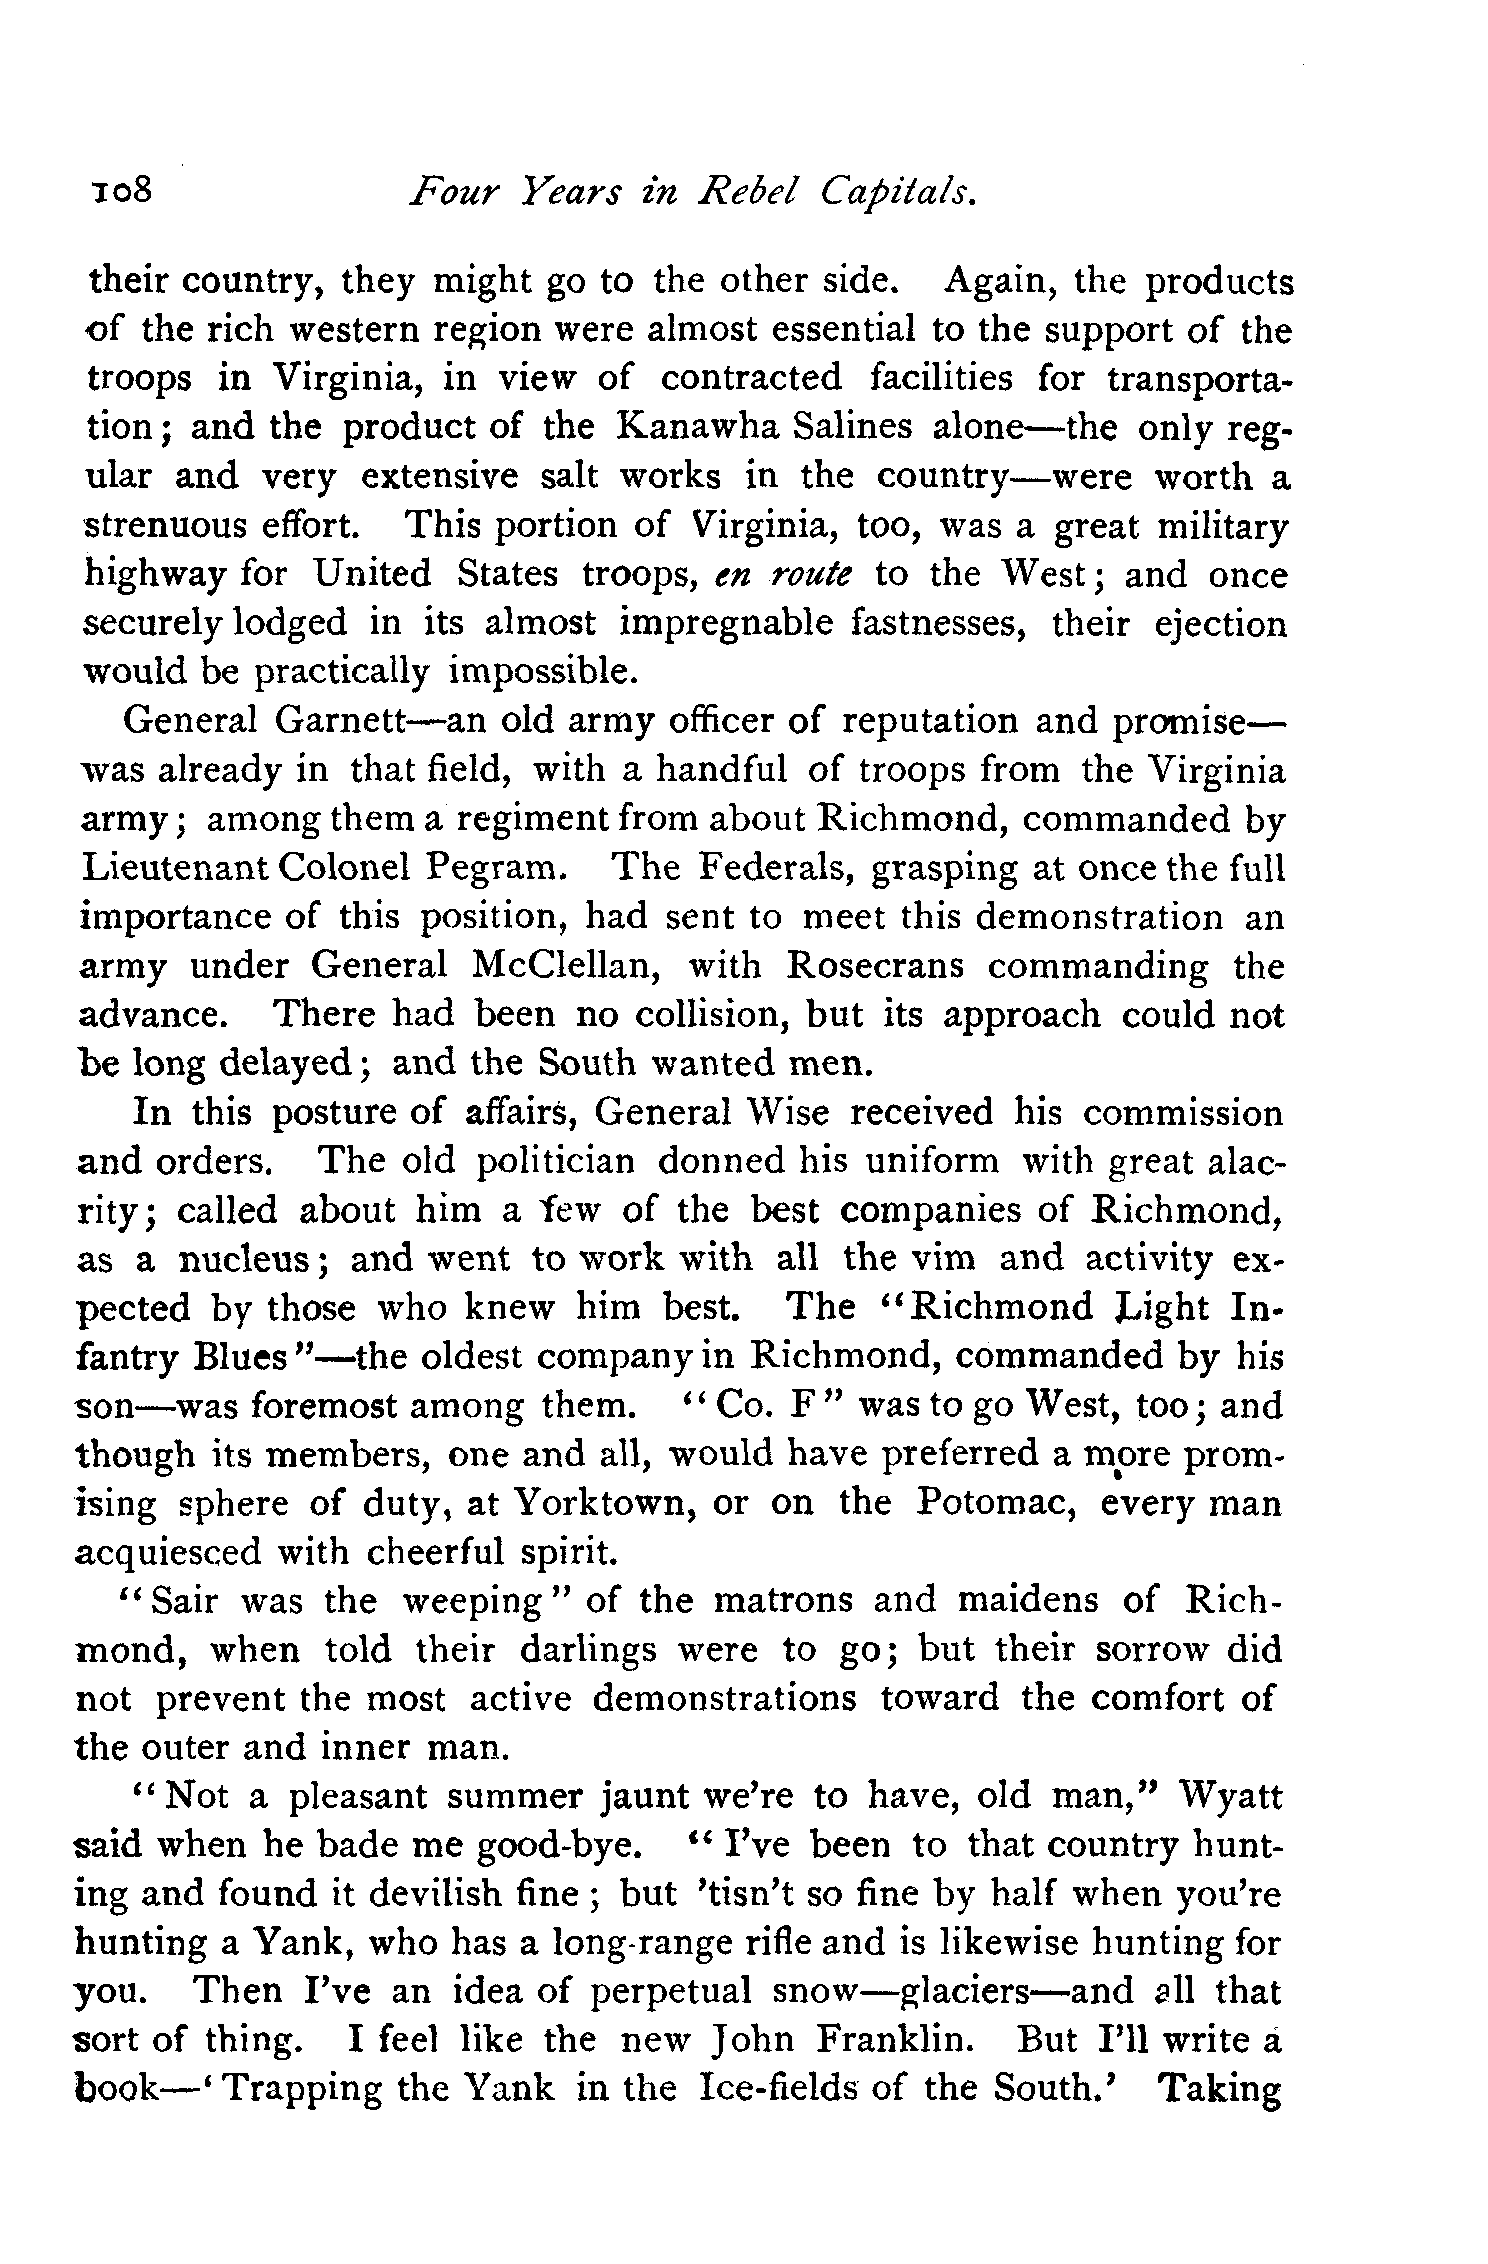 108 Four Years in Rebel Capitals.
their country, they might go to the other side. Again, the products
of the rich western region were almost essential to the support of the
troops in Virginia, in view of contracted facilities for transporta-
tion; and the product of the Kanawha Salines alone—the only reg-
ular and very extensive salt works in the country—were worth a
strenuous effort. This portion of Virginia, too, was a great military
highway for United States troops, en route to the West; and once
securely lodged in its almost impregnable fastnesses, their ejection
would be practically impossible.
General Garnett—an old army officer of reputation and promise—
was already in that field, with a handful of troops from the Virginia
army; among them a regiment from about Richmond, commanded by
Lieutenant Colonel Pegram. The Federals, grasping at once the full
importance of this position, had sent to meet this demonstration an
army under General McClellan, with Rosecrans commanding the
advance. There had been no collision, but its approach could not
be long delayed; and the South wanted men.
In this posture of affairs, General Wise received his commission
and orders. The old politician donned his uniform with great alac-
rity; called about him a few of the best companies of Richmond,
as a nucleus; and went to work with all the vim and activity ex-
pected by those who knew him best. The "Richmond Light In-
fantry Blues"—the oldest company in Richmond, commanded by his
son—was foremost among them. "Co. F" was to go West, too; and
though its members, one and all, would have preferred a more prom-
ising sphere of duty, at Yorktown, or on the Potomac, every man
acquiesced with cheerful spirit.
"Sair was the weeping" of the matrons and maidens of Rich-
mond, when told their darlings were to go; but their sorrow did
not prevent the most active demonstrations toward the comfort of
the outer and inner man.
"Not a pleasant summer jaunt we're to have, old man," Wyatt
said when he bade me good-bye. "I've been to that country hunt-
ing and found it devilish fine; but 'tisn't so fine by half when you're
hunting a Yank, who has a long-range rifle and is likewise hunting for
you. Then I've an idea of perpetual snow—glaciers—and all that
sort of thing. I feel like the new John Franklin. But I'll write a
book—'Trapping the Yank in the Ice-fields of the South.' Taking